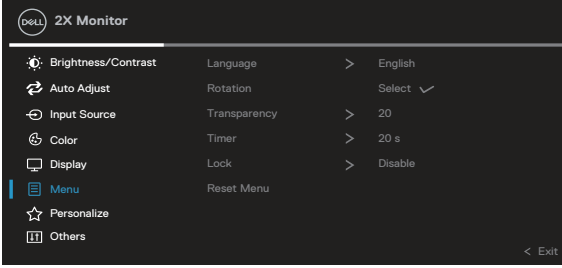 DELL 2X Monitor
Brightness/Contrast Language > English
Auto Adjust Rotation Select ✓
Input Source Transparency > 20
Color Timer > 20 s
Display Lock > Disable
Menu Reset Menu
Personalize
Others
< Exit